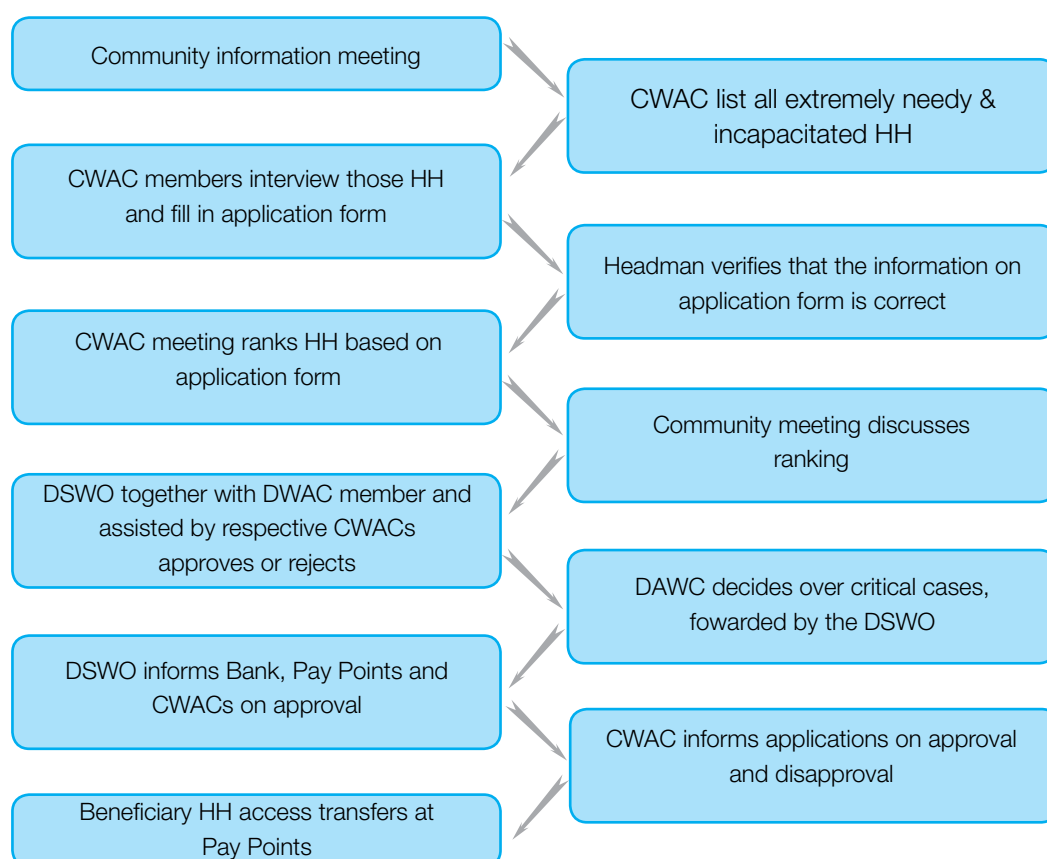 Community information meeting
CWAC list all extremely needy &
incapacitated HH
CWAC members interview those HH
and fill in application form
Headman verifies that the information on
application form is correct
CWAC meeting ranks HH based on
application form
Community meeting discusses
ranking
DSWO together with DWAC member and
assisted by respective CWACs
approves or rejects
DAWC decides over critical cases,
fowarded by the DSWO
DSWO informs Bank, Pay Points and
CWACs on approval
CWAC informs applications on approval
and disapproval
Beneficiary HH access transfers at
Pay Points